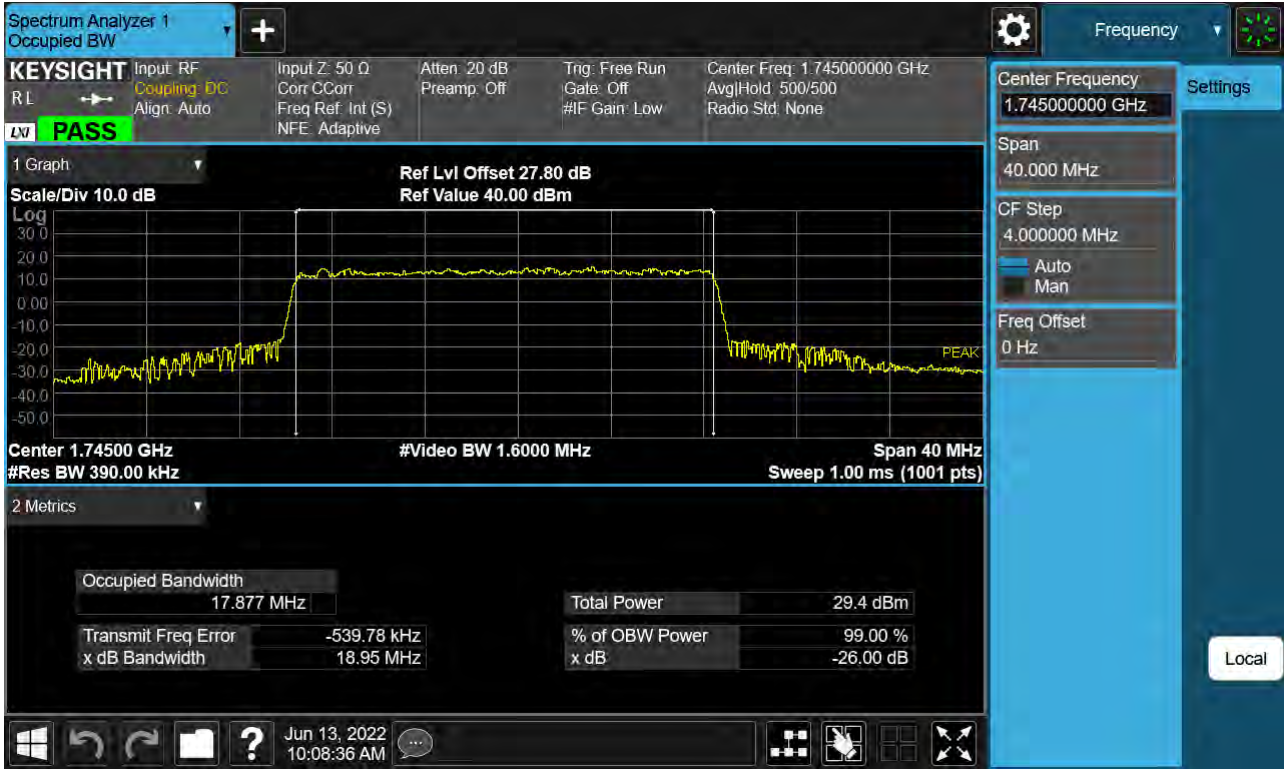 Spectrum Analyzer 1
Occupied BW
Frequency
KEYSIGHT
RL
LXI
PASS
Input: RF
Coupling: DC
Align: Auto
Input Z: 50 Ω
Corr CCorr
Freq Ref: Int (S)
NFE: Adaptive
Atten: 20 dB
Preamp: Off
Trig: Free Run
Gate: Off
#IF Gain: Low
Center Freq: 1.745000000 GHz
Avg|Hold: 500/500
Radio Std: None
1 Graph
Scale/Div 10.0 dB
Ref Lvl Offset 27.80 dB
Ref Value 40.00 dBm
Log
30.0
20.0
10.0
0.00
-10.0
-20.0
-30.0
-40.0
-50.0
PEAK
Center 1.74500 GHz
#Video BW 1.6000 MHz
Span 40 MHz
#Res BW 390.00 kHz
Sweep 1.00 ms (1001 pts)
2 Metrics
Occupied Bandwidth
17.877 MHz
Transmit Freq Error -539.78 kHz
x dB Bandwidth 18.95 MHz
Total Power 29.4 dBm
% of OBW Power 99.00 %
x dB -26.00 dB
Center Frequency
1.745000000 GHz
Span
40.000 MHz
CF Step
4.000000 MHz
Auto
Man
Freq Offset
0 Hz
Settings
Local
?
Jun 13, 2022
10:08:36 AM